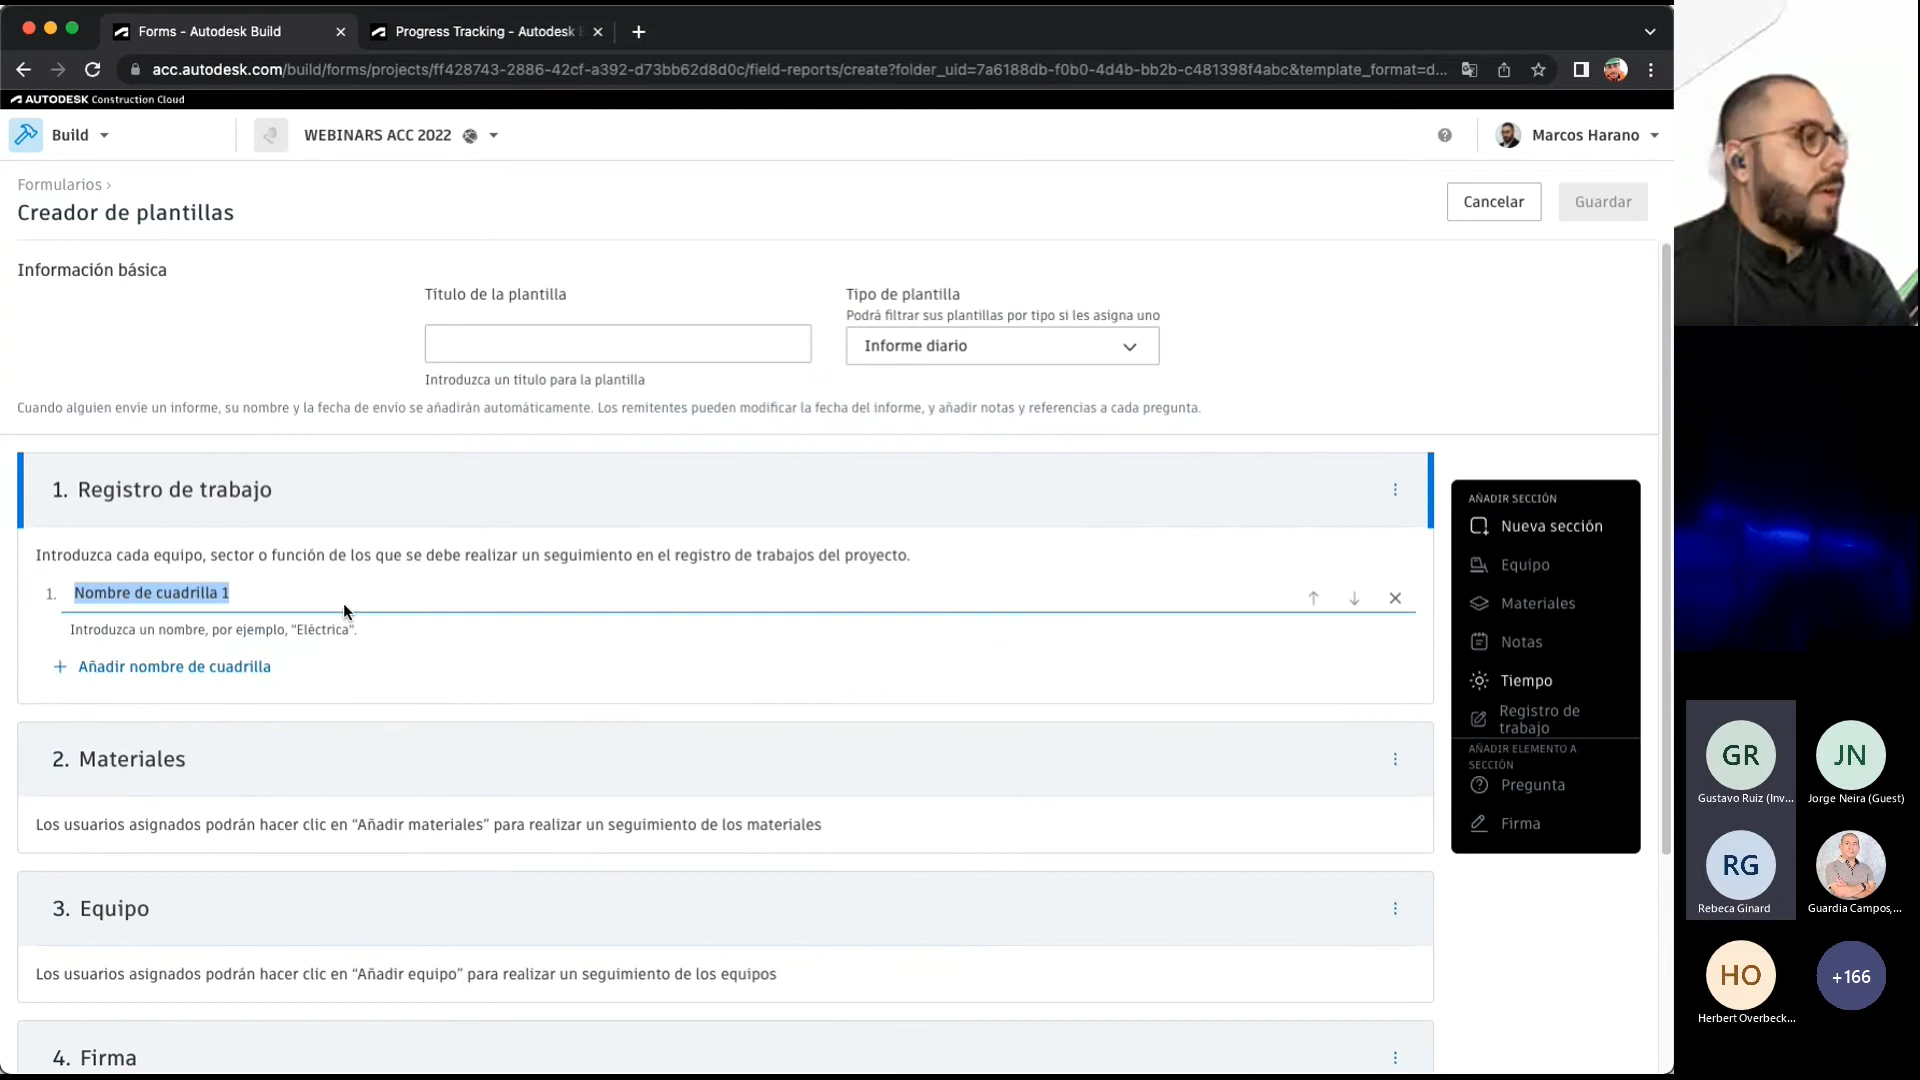 Forms - Autodesk Build
Progress Tracking - Autodesk
acc.autodesk.com/build/forms/projects/ff428743-2886-42cf-a392-d73bb62d8d0c/field-reports/create?folder_uid=7a6188db-f0b0-4d4b-bb2b-c481398f4abc&template_format=d...
AUTODESK Construction Cloud
Build
WEBINARS ACC 2022
Marcos Harano
Formularios ›
Creador de plantillas
Cancelar
Guardar
Información básica
Título de la plantilla
Tipo de plantilla
Podrá filtrar sus plantillas por tipo si les asigna uno
Informe diario
Introduzca un título para la plantilla
Cuando alguien envíe un informe, su nombre y la fecha de envío se añadirán automáticamente. Los remitentes pueden modificar la fecha del informe, y añadir notas y referencias a cada pregunta.
1. Registro de trabajo
Introduzca cada equipo, sector o función de los que se debe realizar un seguimiento en el registro de trabajos del proyecto.
1. Nombre de cuadrilla 1
Introduzca un nombre, por ejemplo, "Eléctrica".
+ Añadir nombre de cuadrilla
2. Materiales
Los usuarios asignados podrán hacer clic en “Añadir materiales” para realizar un seguimiento de los materiales
3. Equipo
Los usuarios asignados podrán hacer clic en “Añadir equipo” para realizar un seguimiento de los equipos
4. Firma
AÑADIR SECCIÓN
Nueva sección
Equipo
Materiales
Notas
Tiempo
Registro de
trabajo
AÑADIR ELEMENTO A
SECCIÓN
Pregunta
Firma
GR
Gustavo Ruiz (Inv...
JN
Jorge Neira (Guest)
RG
Rebeca Ginard
Guardia Campos,...
HO
Herbert Overbeck...
+166